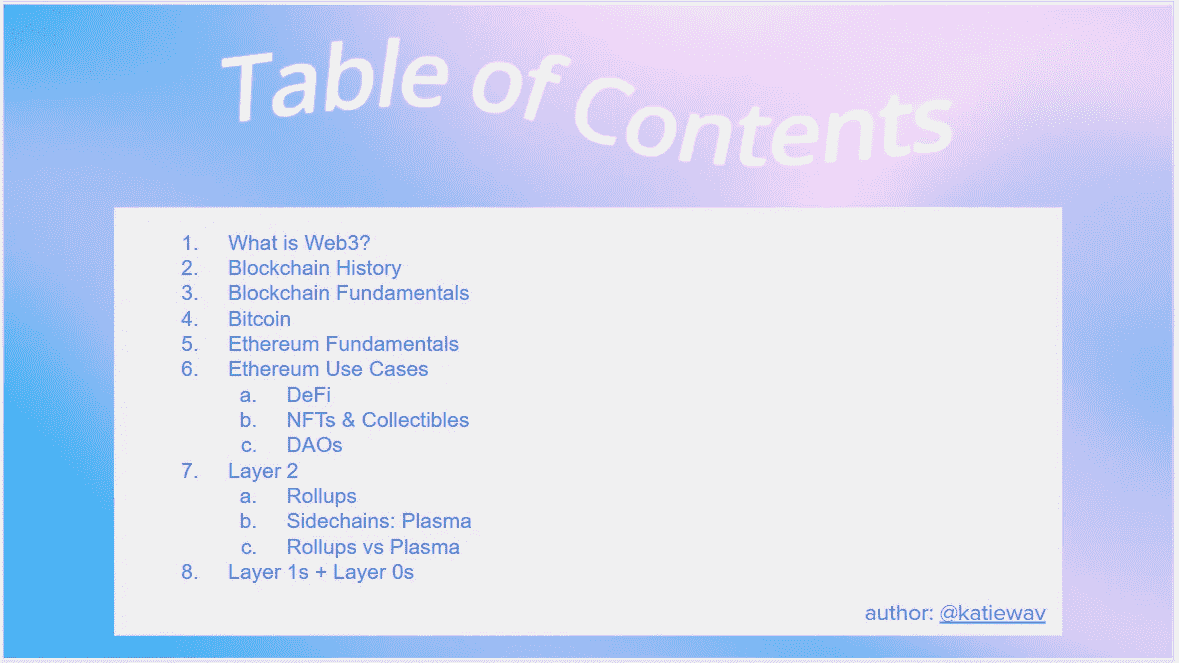 Table of Contents
1. What is Web3?
2. Blockchain History
3. Blockchain Fundamentals
4. Bitcoin
5. Ethereum Fundamentals
6. Ethereum Use Cases
a. DeFi
b. NFTs & Collectibles
c. DAOs
7. Layer 2
a. Rollups
b. Sidechains: Plasma
c. Rollups vs Plasma
8. Layer 1s + Layer 0s
author: @katiewav